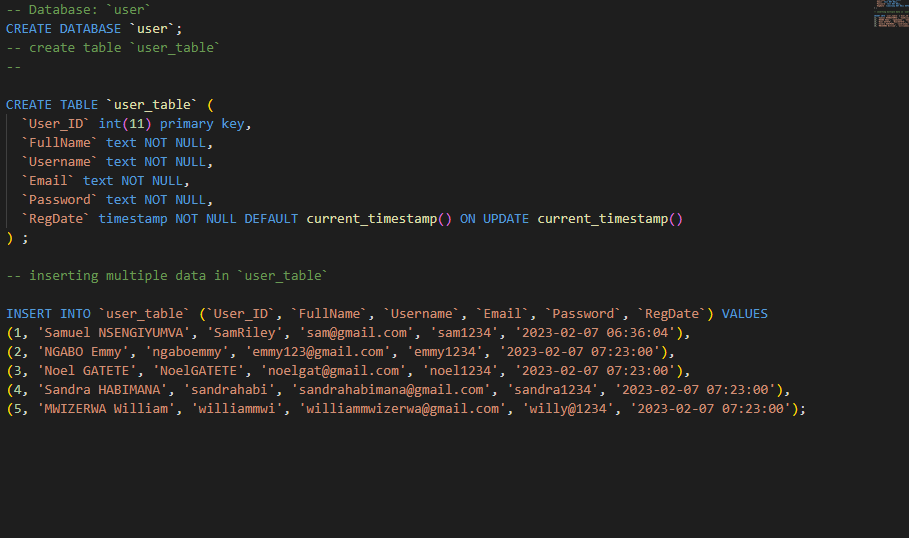 -- Database: `user`
CREATE DATABASE `user`;
-- create table `user_table`
--
CREATE TABLE `user_table` (
`User_ID` int(11) primary key,
`FullName` text NOT NULL,
`Username` text NOT NULL,
`Email` text NOT NULL,
`Password` text NOT NULL,
`RegDate` timestamp NOT NULL DEFAULT current_timestamp() ON UPDATE current_timestamp()
) ;
-- inserting multiple data in `user_table`
INSERT INTO `user_table` (`User_ID`, `FullName`, `Username`, `Email`, `Password`, `RegDate`) VALUES
(1, 'Samuel NSENGIYUMVA', 'SamRiley', 'sam@gmail.com', 'sam1234', '2023-02-07 06:36:04'),
(2, 'NGABO Emmy', 'ngaboemmy', 'emmy123@gmail.com', 'emmy1234', '2023-02-07 07:23:00'),
(3, 'Noel GATETE', 'NoelGATETE', 'noelgat@gmail.com', 'noel1234', '2023-02-07 07:23:00'),
(4, 'Sandra HABIMANA', 'sandrahabi', 'sandrahabimana@gmail.com', 'sandra1234', '2023-02-07 07:23:00'),
(5, 'MWIZERWA William', 'williammwi', 'williammwizerwa@gmail.com', 'willy@1234', '2023-02-07 07:23:00');